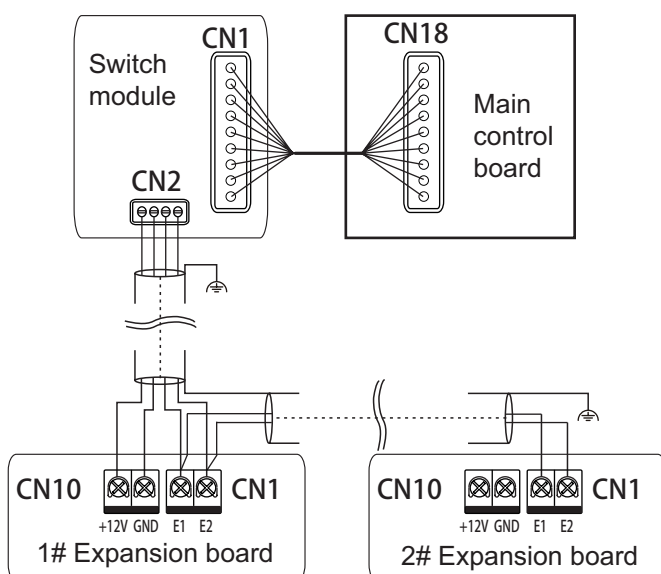 CN1
CN18
Switch
module
Main
control
board
CN2
CN10
CN1
+12V GND E1 E2
1# Expansion board
CN10
CN1
+12V GND E1 E2
2# Expansion board